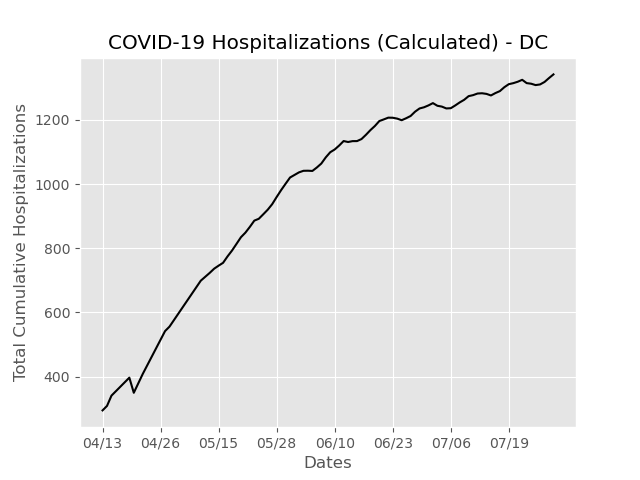 COVID-19 Hospitalizations (Calculated) - DC
Total Cumulative Hospitalizations
1200
1000
800
600
400
04/13 04/26 05/15 05/28 06/10 06/23 07/06 07/19
Dates